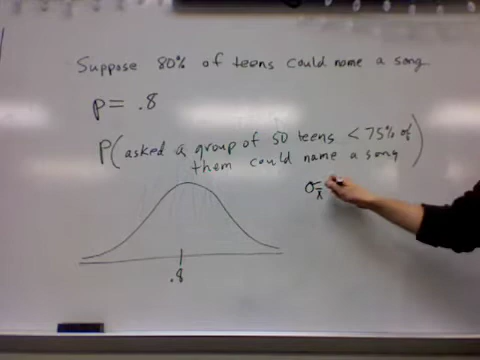 Suppose 80% of teens could name a song
p = .8
P(asked a group of 50 teens < 75% of
them could name a song)
σx̄
.8